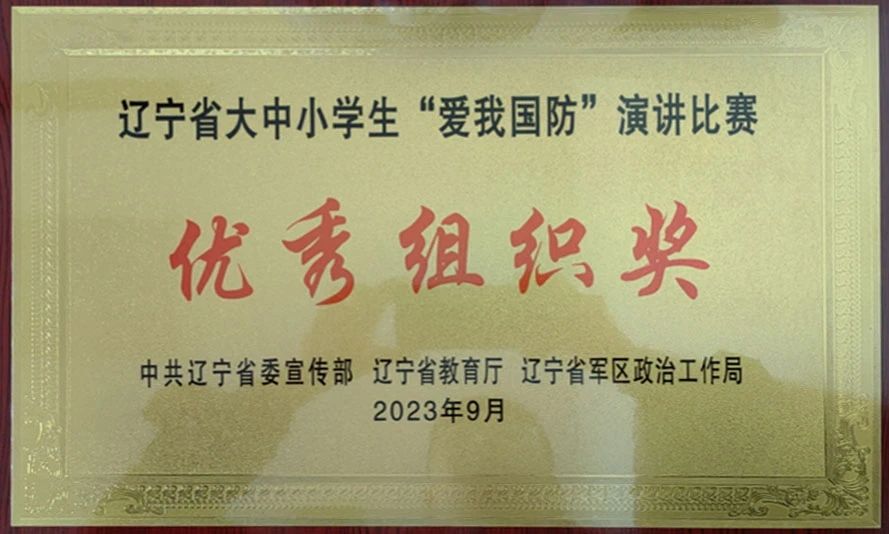 辽宁省大中小学生“爱我国防”演讲比赛
优秀组织奖
中共辽宁省委宣传部 辽宁省教育厅 辽宁省军区政治工作局
2023年9月